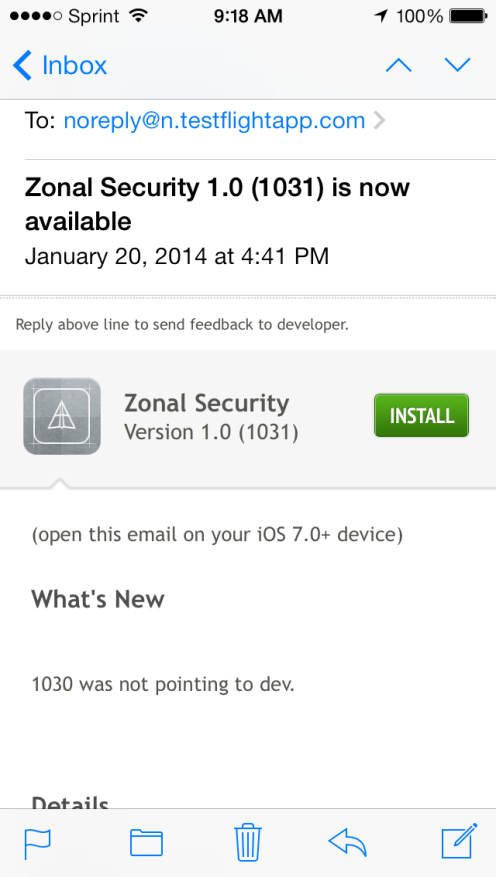 Sprint 9:18 AM 100%
Inbox
To: noreply@n.testflightapp.com
Zonal Security 1.0 (1031) is now
available
January 20, 2014 at 4:41 PM
Reply above line to send feedback to developer.
Zonal Security
Version 1.0 (1031)
INSTALL
(open this email on your iOS 7.0+ device)
What's New
1030 was not pointing to dev.
Details